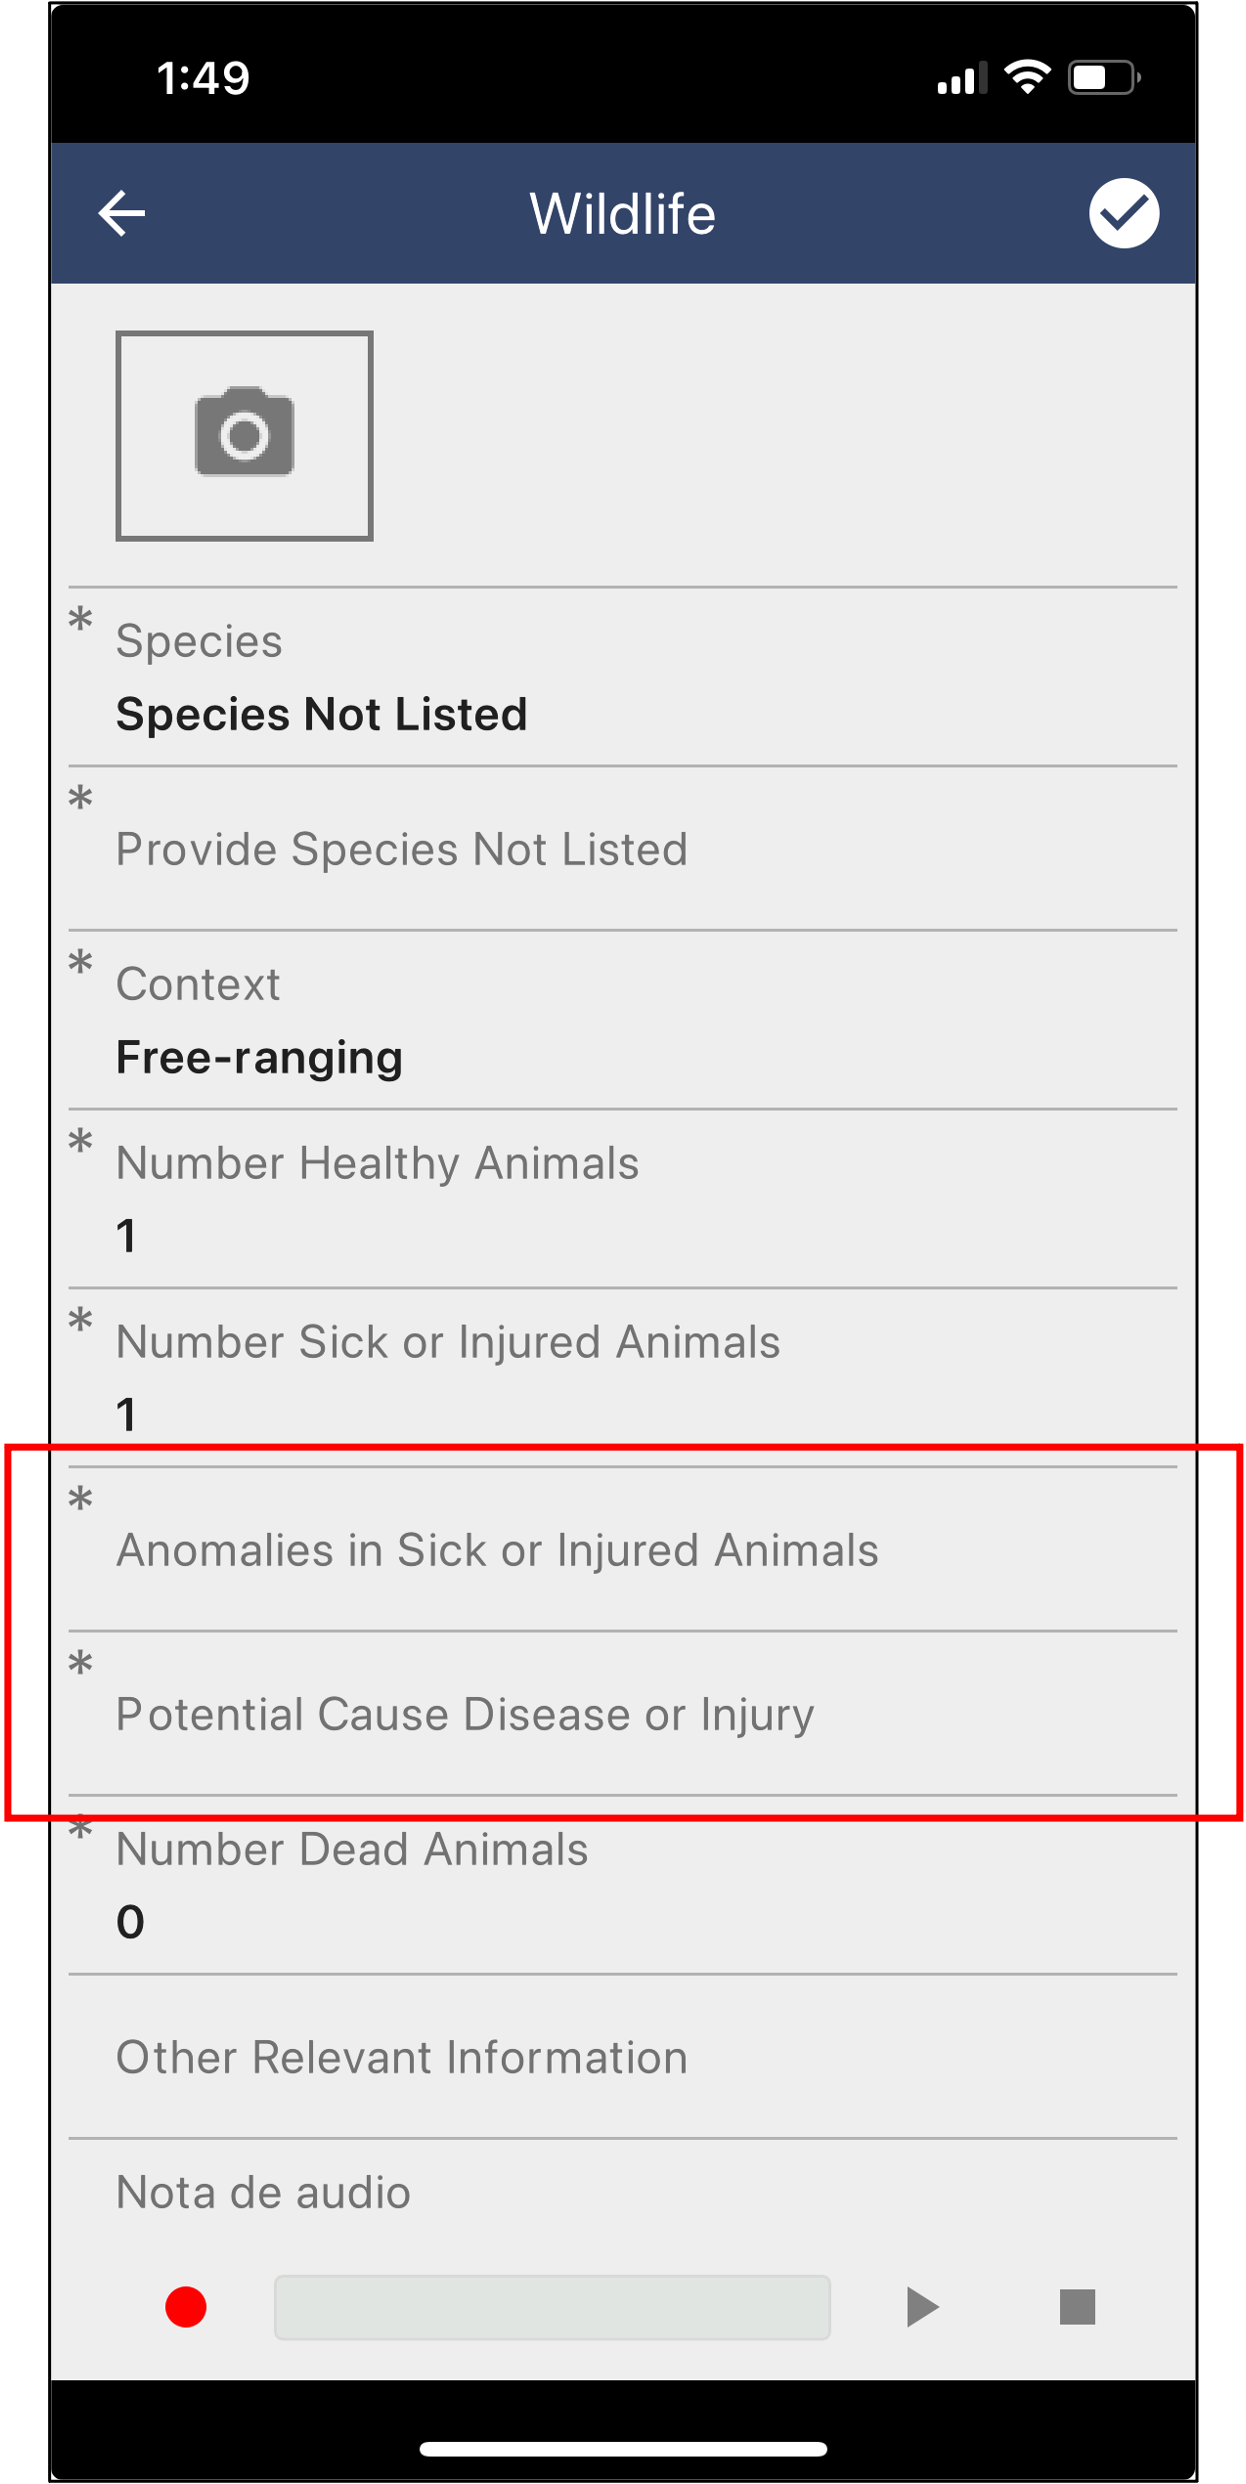 1:49
Wildlife
* Species
Species Not Listed
* Provide Species Not Listed
* Context
Free-ranging
* Number Healthy Animals
1
* Number Sick or Injured Animals
1
* Anomalies in Sick or Injured Animals
* Potential Cause Disease or Injury
* Number Dead Animals
0
Other Relevant Information
Nota de audio